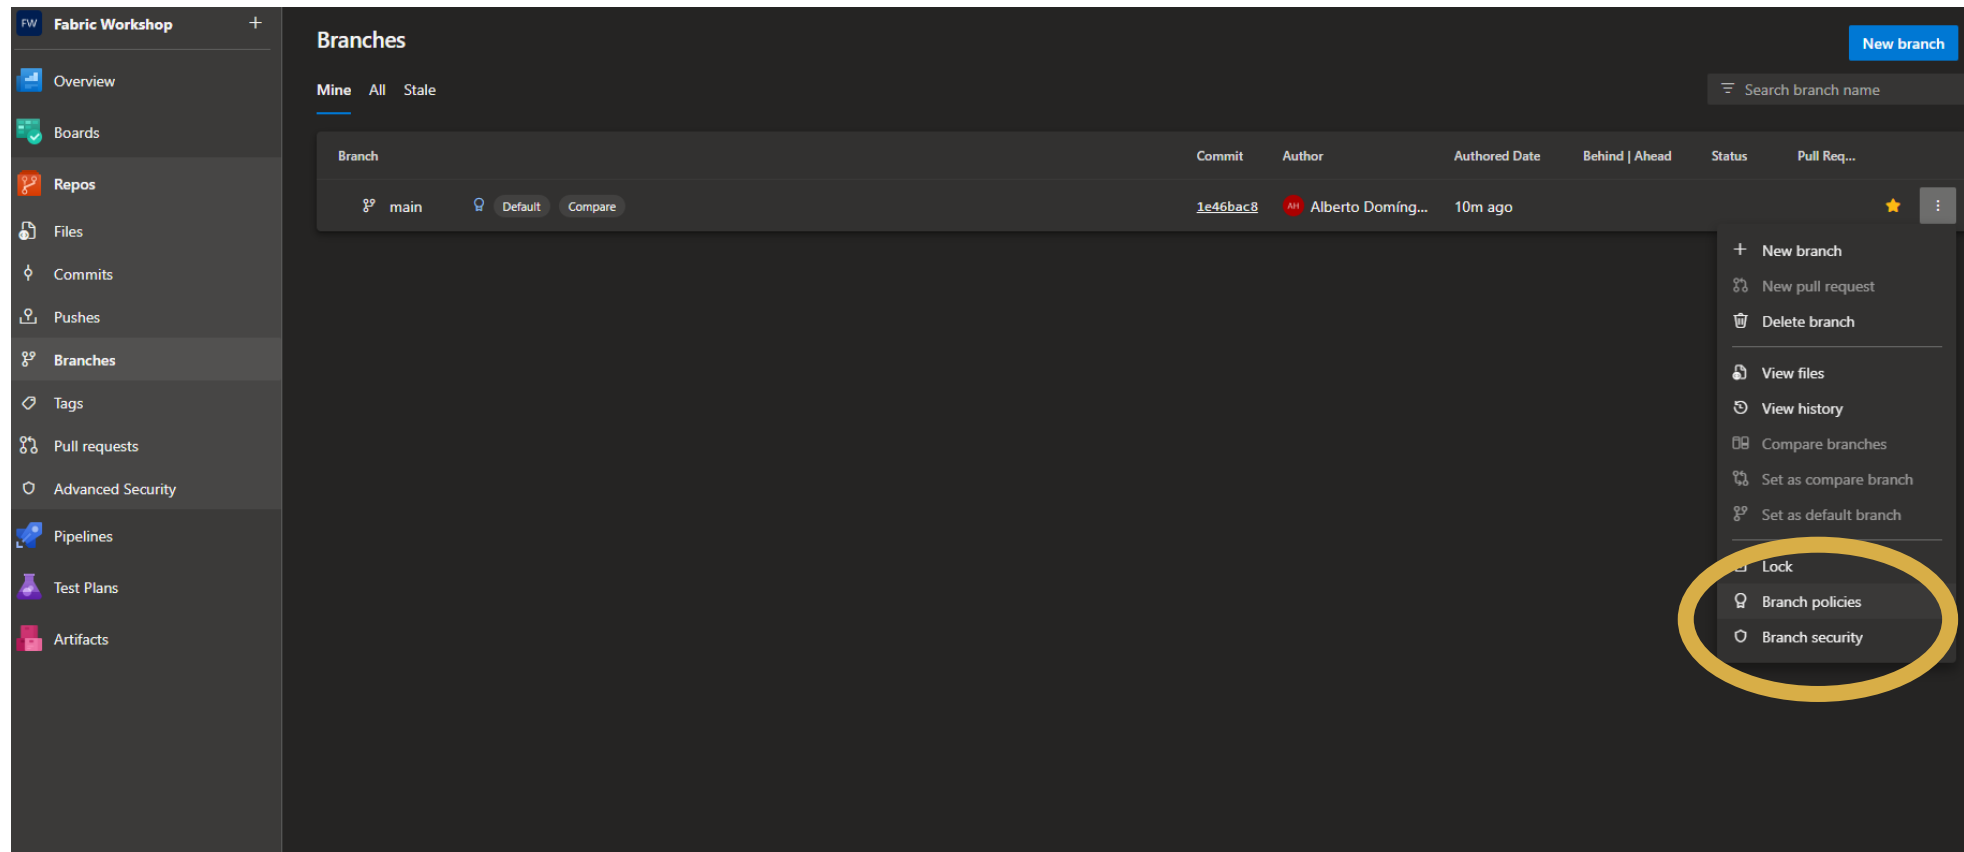 FW Fabric Workshop +
Overview
Boards
Repos
Files
Commits
Pushes
Branches
Tags
Pull requests
Advanced Security
Pipelines
Test Plans
Artifacts
Branches
New branch
Mine All Stale
Search branch name
Branch Commit Author Authored Date Behind | Ahead Status Pull Req...
main Default Compare 1e46bac8 AH Alberto Domíng... 10m ago
New branch
New pull request
Delete branch
View files
View history
Compare branches
Set as compare branch
Set as default branch
Lock
Branch policies
Branch security